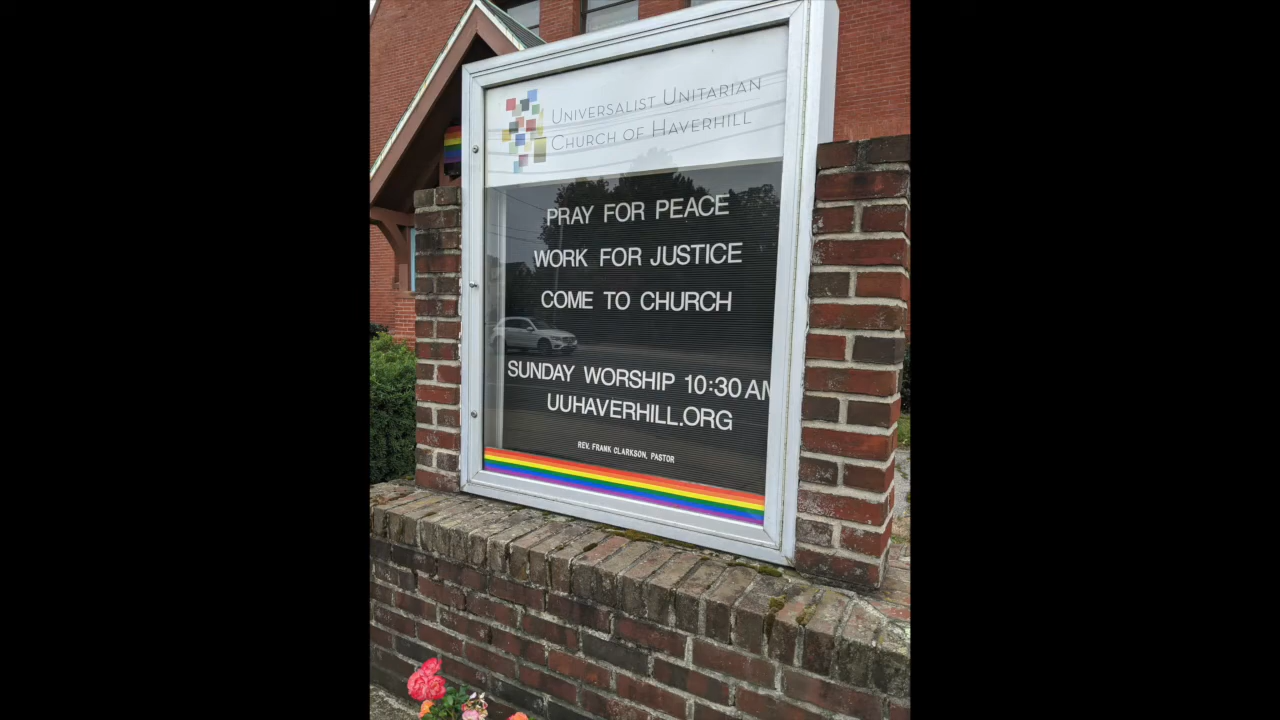 UNIVERSALIST UNITARIAN
CHURCH OF HAVERHILL
PRAY FOR PEACE
WORK FOR JUSTICE
COME TO CHURCH
SUNDAY WORSHIP 10:30 AM
UUHAVERHILL.ORG
REV. FRANK CLARKSON, PASTOR